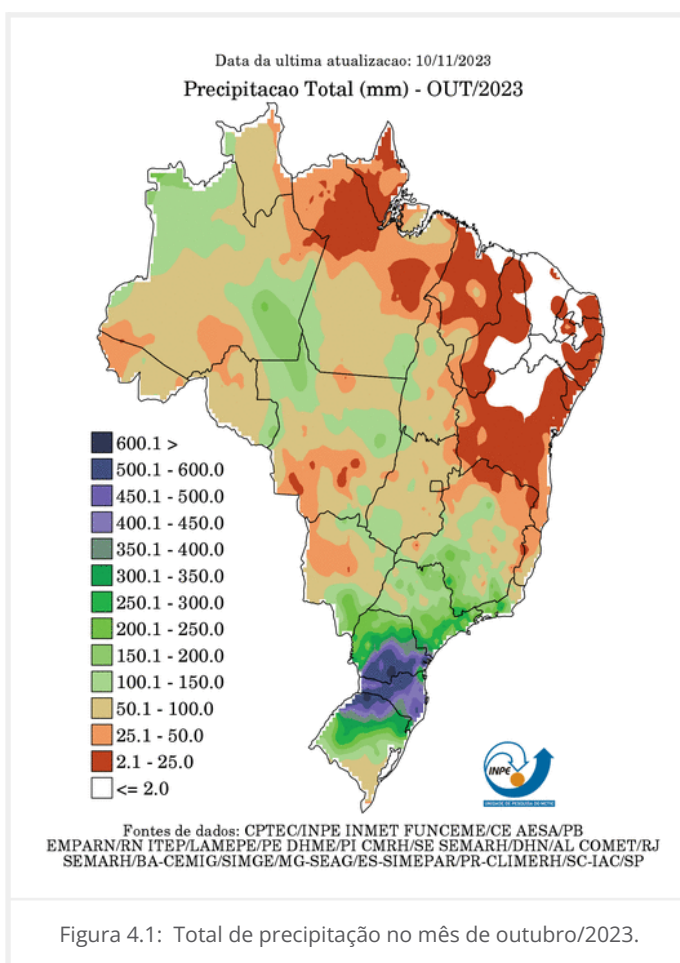 Data da ultima atualizacao: 10/11/2023
Precipitacao Total (mm) - OUT/2023
600.1 >
500.1 - 600.0
450.1 - 500.0
400.1 - 450.0
350.1 - 400.0
300.1 - 350.0
250.1 - 300.0
200.1 - 250.0
150.1 - 200.0
100.1 - 150.0
50.1 - 100.0
25.1 - 50.0
2.1 - 25.0
<= 2.0
INPE
UNIDADE DE PESQUISA DO MCTIC
Fontes de dados: CPTEC/INPE INMET FUNCEME/CE AESA/PB
EMPARN/RN ITEP/LAMEPE/PE DHME/PI CMRH/SE SEMARH/DHN/AL COMET/RJ
SEMARH/BA-CEMIG/SIMGE/MG-SEAG/ES-SIMEPAR/PR-CLIMERH/SC-IAC/SP
Figura 4.1: Total de precipitação no mês de outubro/2023.